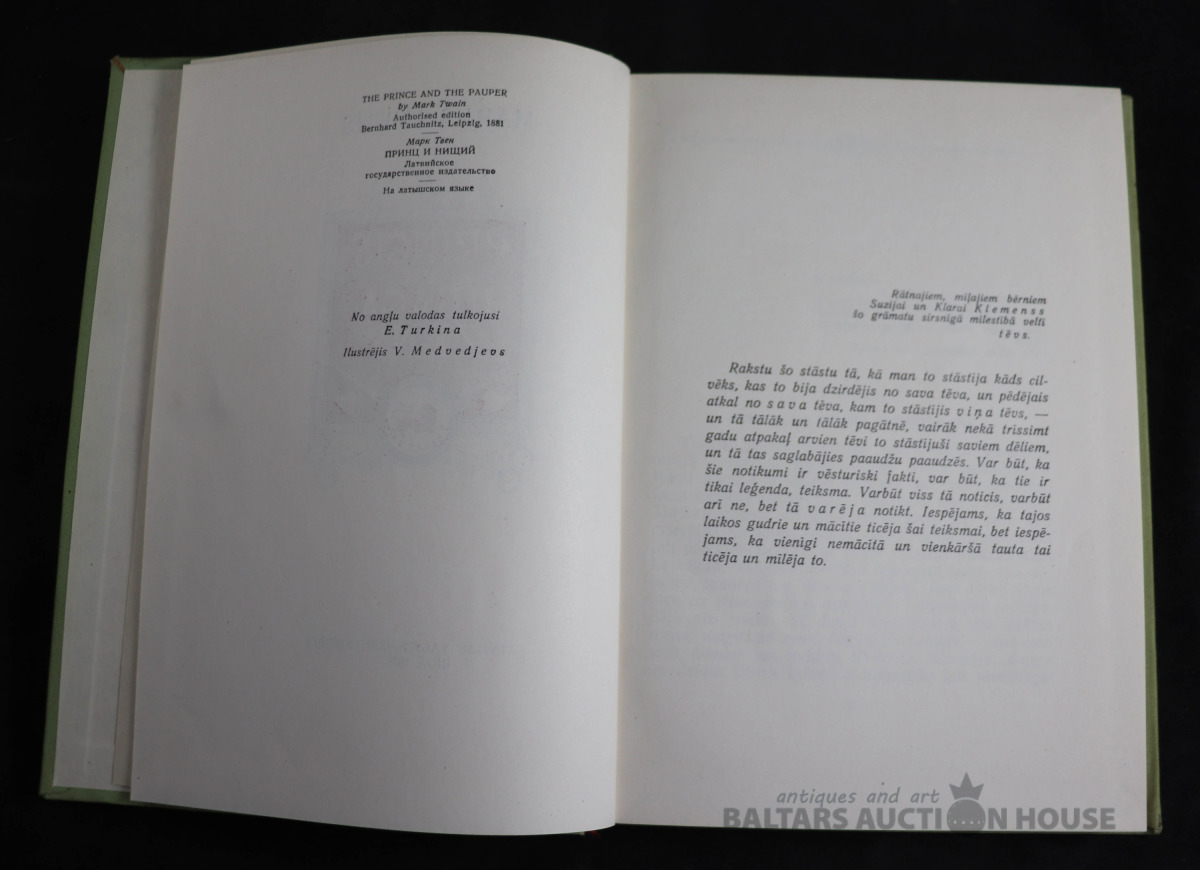 THE PRINCE AND THE PAUPER
by Mark Twain
Authorised edition
Bernhard Tauchnitz, Leipzig, 1881
Марк Твен
ПРИНЦ И НИЩИЙ
Латвийское
государственное издательство
На латышском языке
No angļu valodas tulkojusi
E. Turkina
Ilustrējis V. Medvedjevs
Rātnajiem, mīļajiem bērniem
Suzijai un Klarai Klemenss
šo grāmatu sirsnīgā mīlestībā veltī
tēvs.
Rakstu šo stāstu tā, kā man to stāstīja kāds cil-
vēks, kas to bija dzirdējis no sava tēva, un pēdējais
atkal no sava tēva, kam to stāstījis viņa tēvs, —
un tā tālāk un tālāk pagātnē, vairāk nekā trissimt
gadu atpakaļ arvien tēvi to stāstījuši saviem dēliem,
un tā tas saglabājies paaudžu paaudzēs. Var būt, ka
šie notikumi ir vēsturiski fakti, var būt, ka tie ir
tikai leģenda, teiksma. Varbūt viss tā noticis, varbūt
arī ne, bet tā varēja notikt. Iespējams, ka tajos
laikos gudrie un mācītie ticēja šai teiksmai, bet iespē-
jams, ka vienīgi nemācītā un vienkāršā tauta tai
ticēja un mīlēja to.
antiques and art
BALTARS AUCTION HOUSE